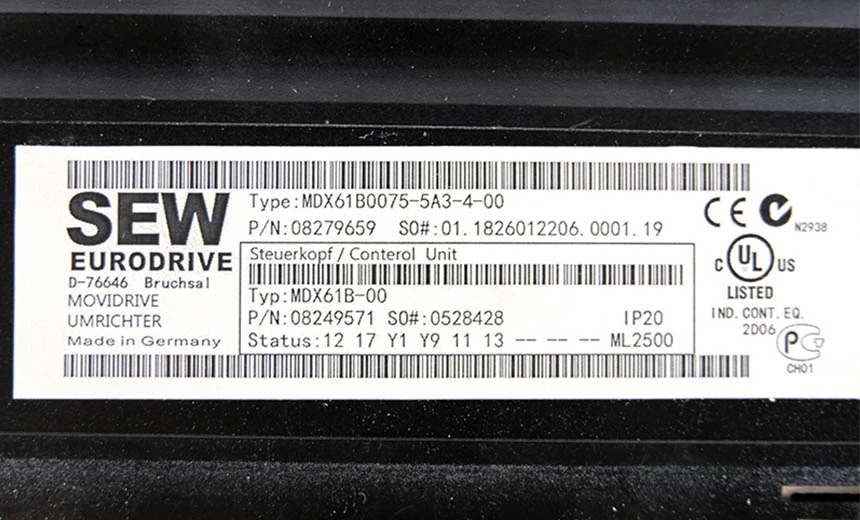 SEW
EURODRIVE
D-76646 Bruchsal
MOVIDRIVE
UMRICHTER
Made in Germany
Type:MDX61B0075-5A3-4-00
P/N:08279659 SO#:01.1826012206.0001.19
Steuerkopf/Conterol Unit
Typ:MDX61B-00
P/N:08249571 SO#:0528428 IP20
Status:12 17 Y1 Y9 11 13 -- -- -- ML2500
CE N2938
C UL US
LISTED
IND. CONT. EQ.
2D06
CH01